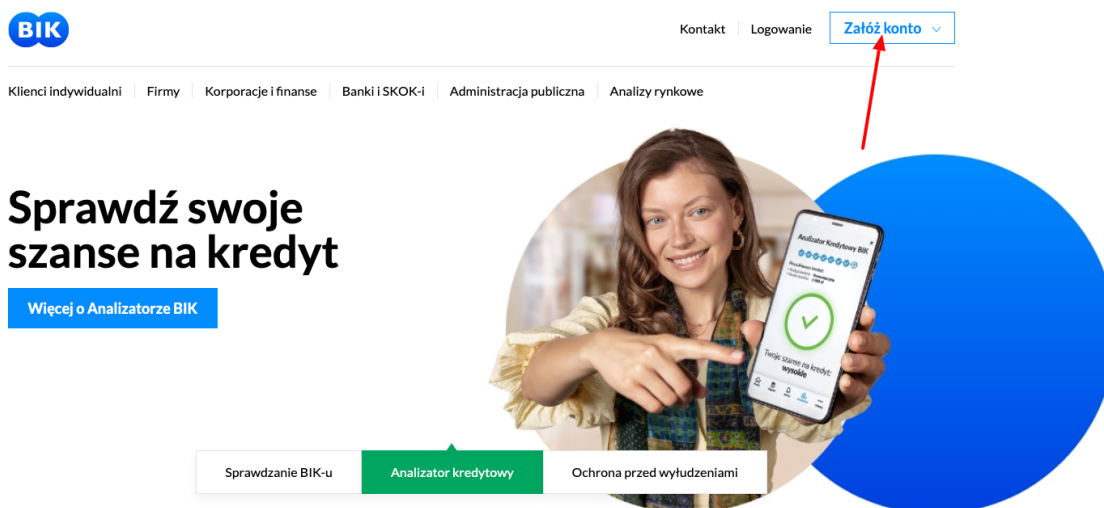 BIK
Kontakt
Logowanie
Załóż konto
Klienci indywidualni
Firmy
Korporacje i finanse
Banki i SKOK-i
Administracja publiczna
Analizy rynkowe
Sprawdź swoje
szanse na kredyt
Więcej o Analizatorze BIK
Analizator Kredytowy BIK
Twoje szanse na kredyt:
wysokie
Sprawdzanie BIK-u
Analizator kredytowy
Ochrona przed wyłudzeniami